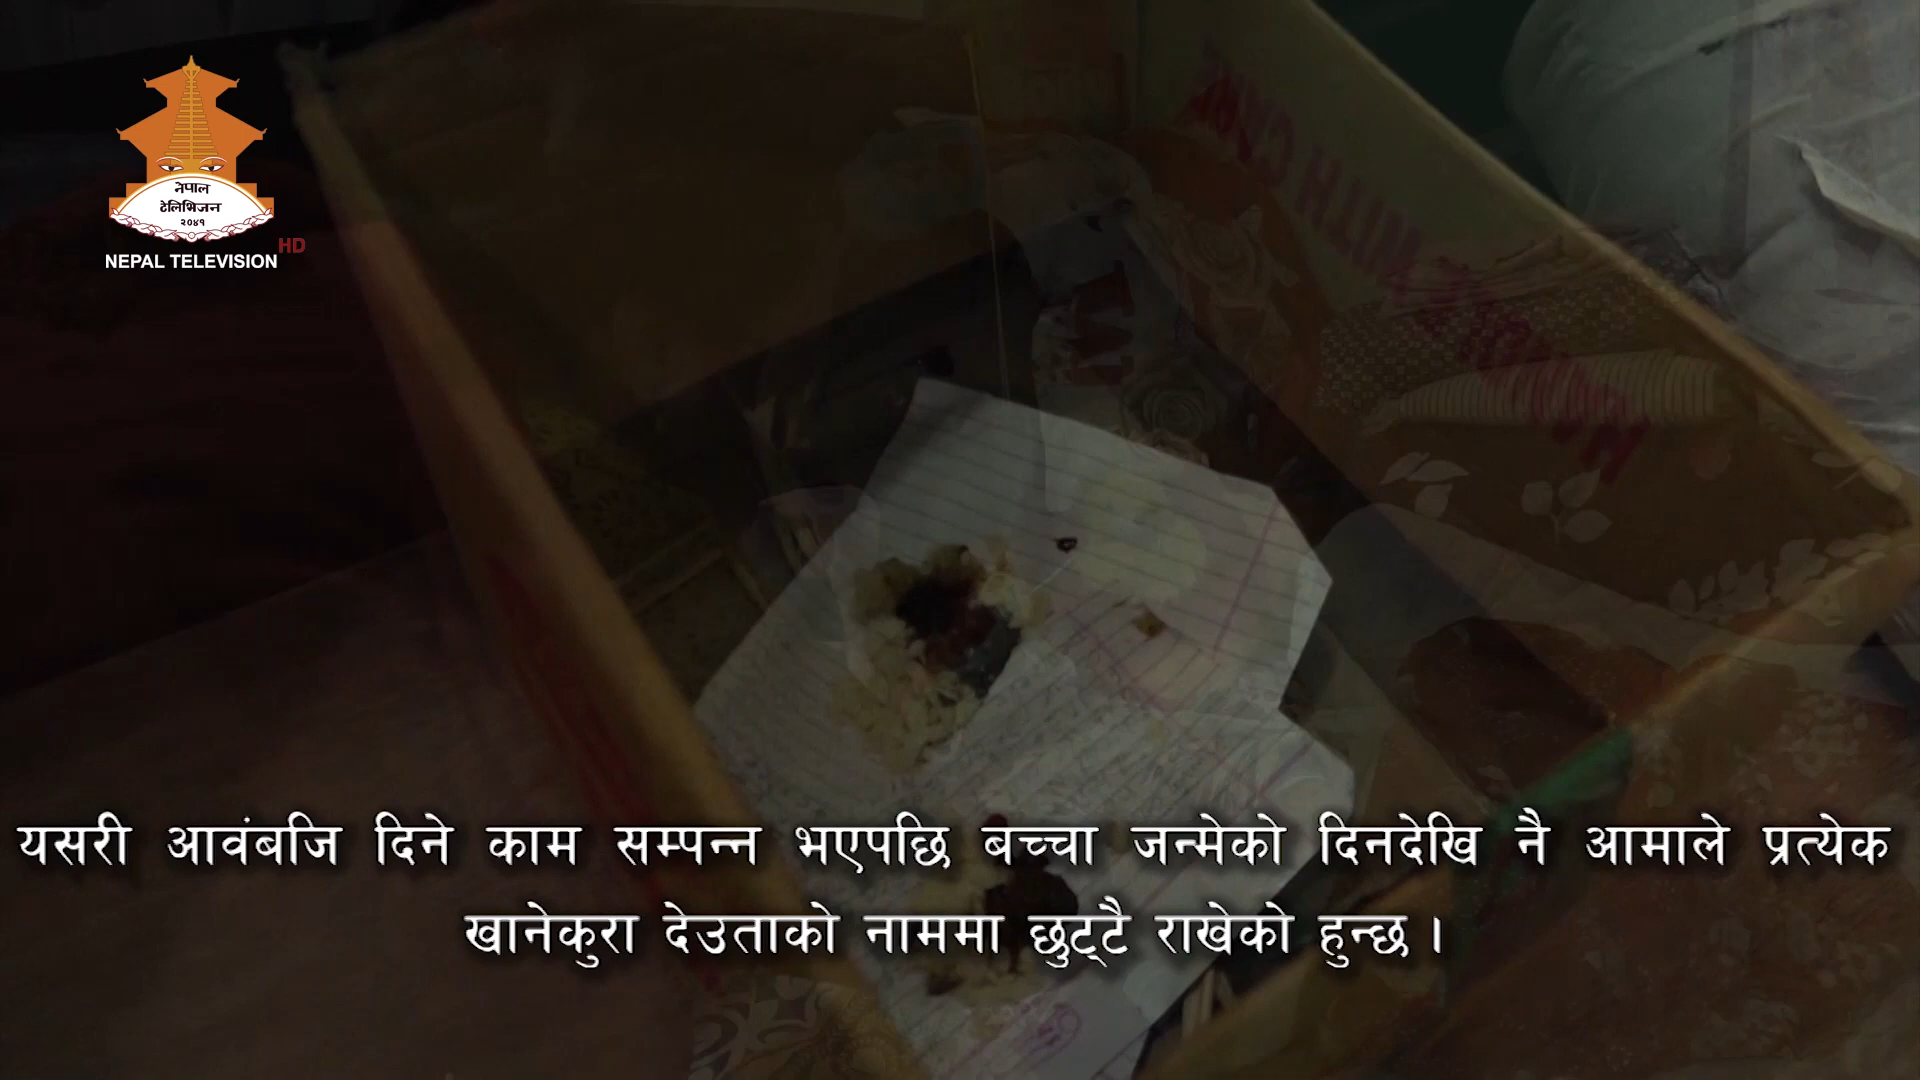 नेपाल
टेलिभिजन
२०४१
NEPAL TELEVISION HD
यसरी आवंबजि दिने काम सम्पन्न भएपछि बच्चा जन्मेको दिनदेखि नै आमाले प्रत्येक
खानेकुरा देउताको नाममा छुट्टै राखेको हुन्छ ।